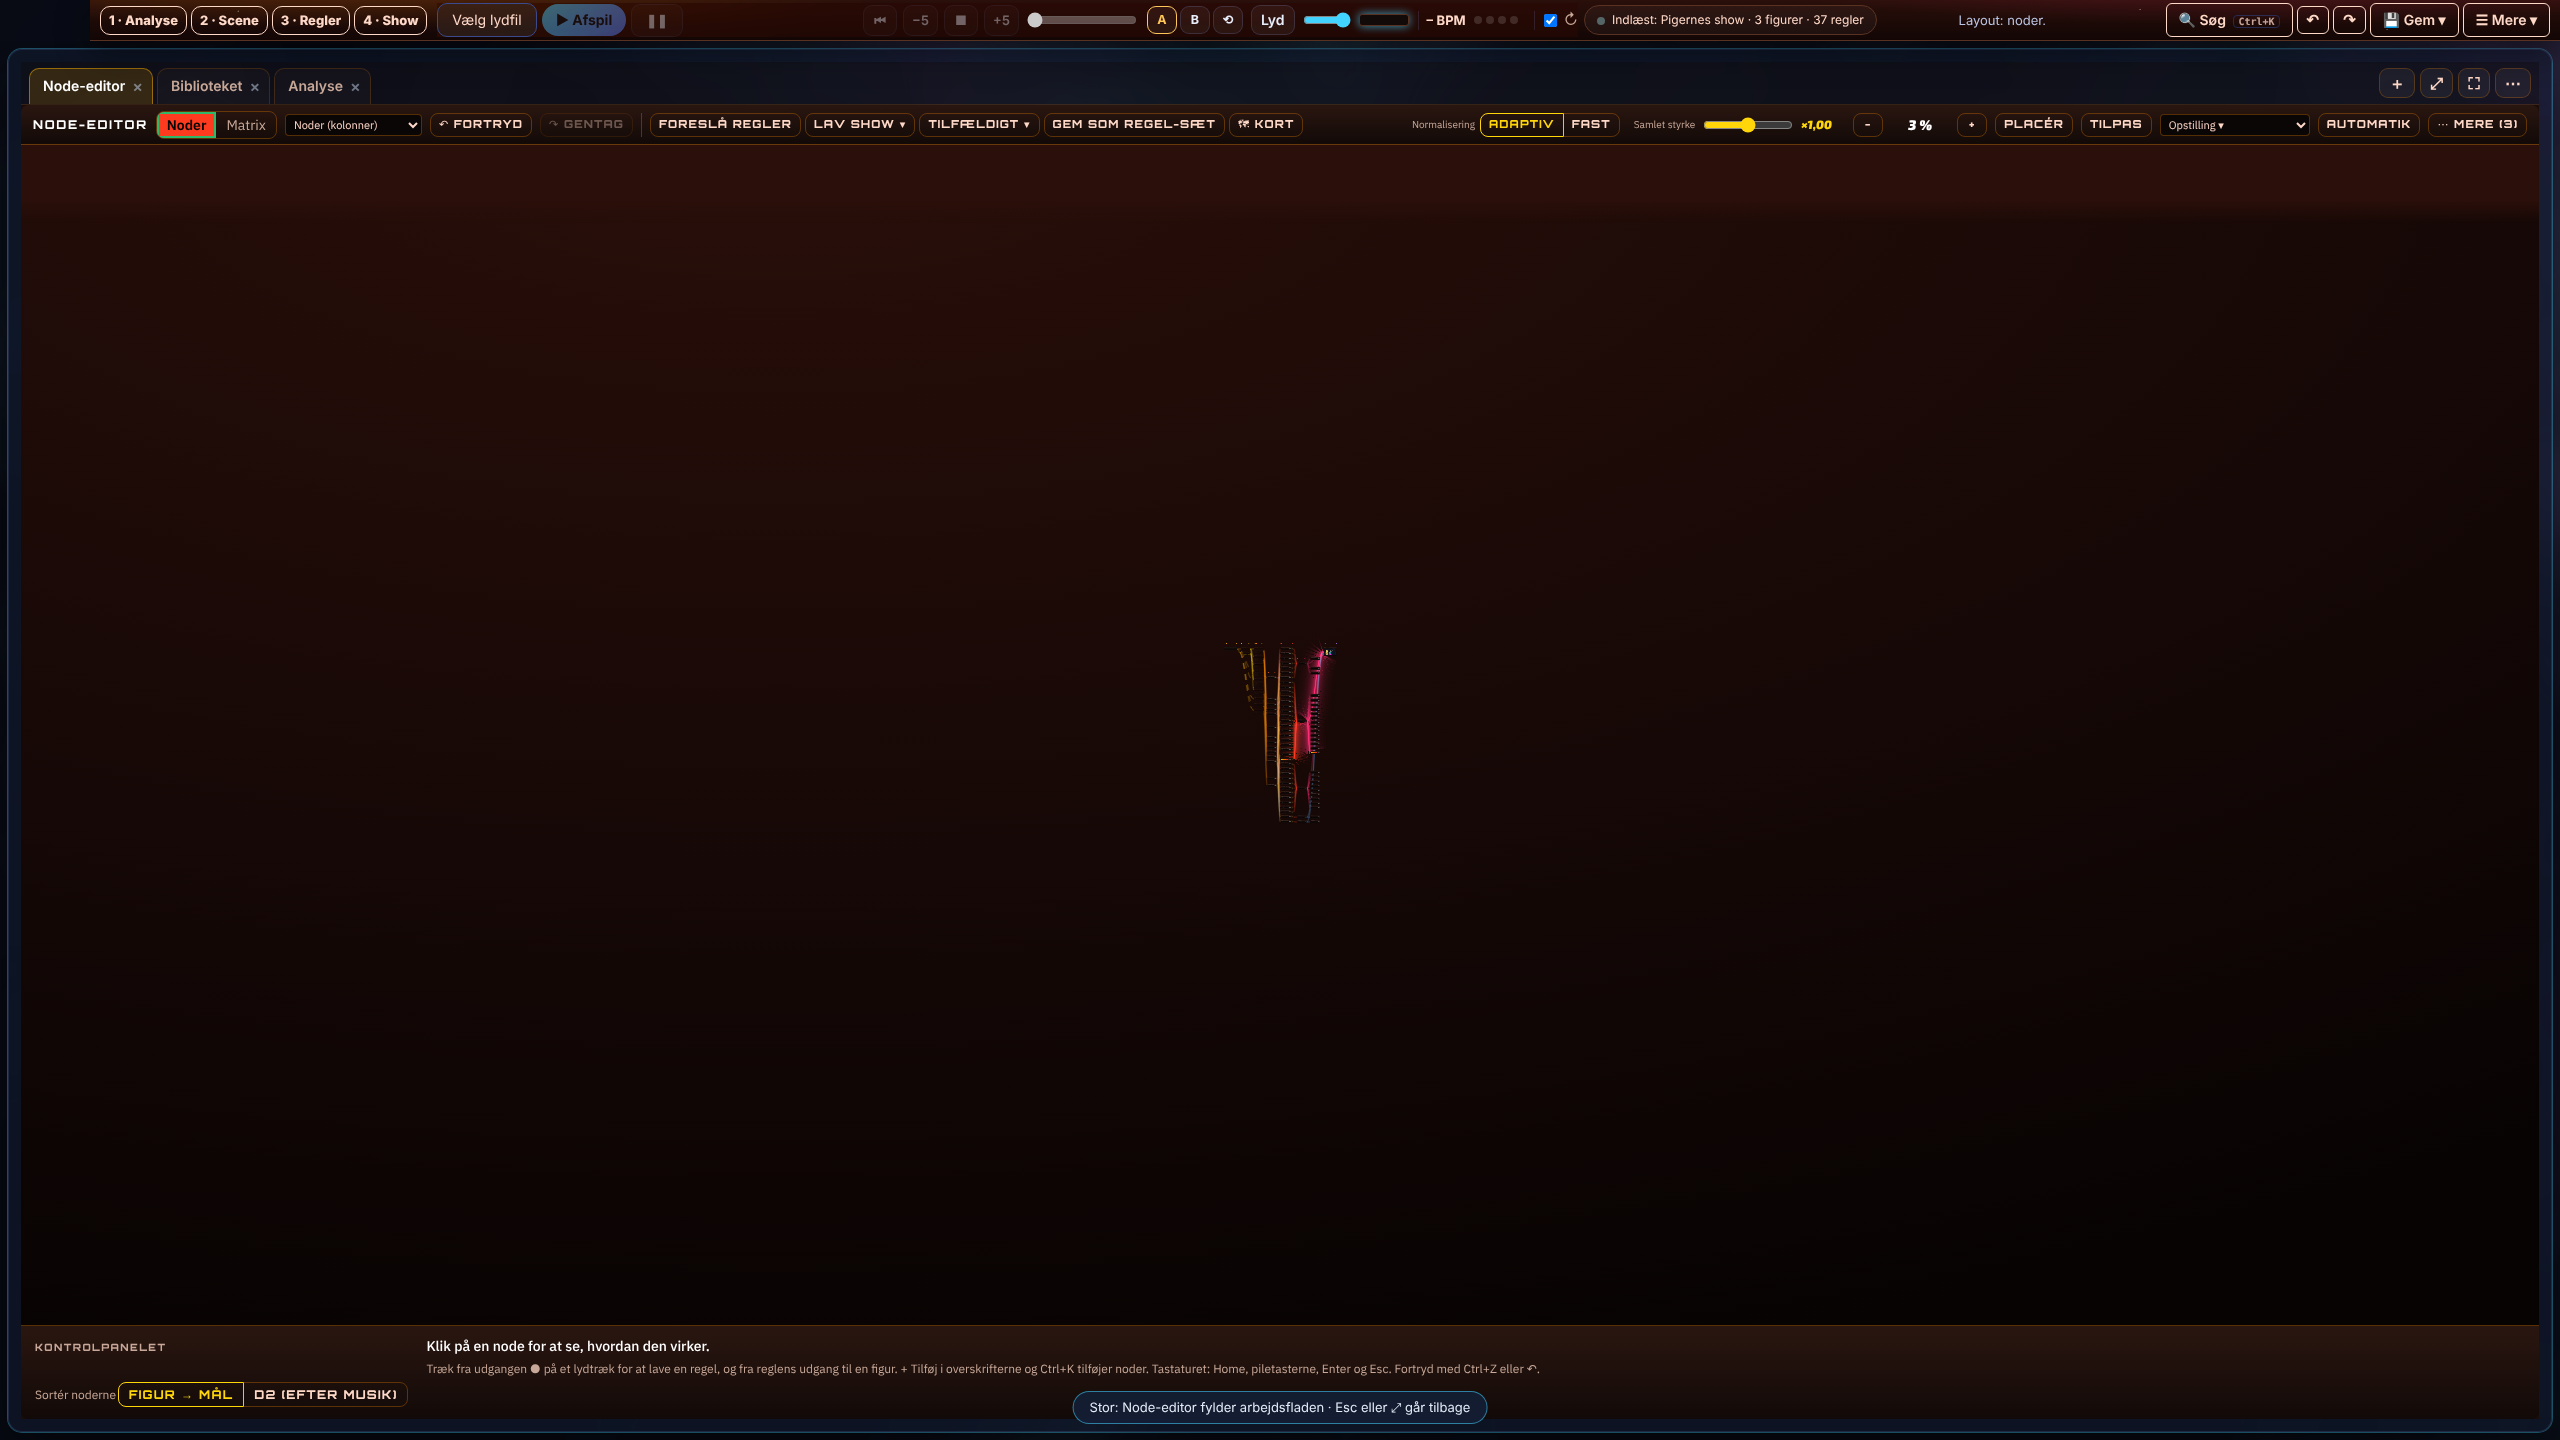 1 · Analyse 2 · Scene 3 · Regler 4 · Show Vælg lydfil ▶ Afspil ❚❚ ⏮ −5 ■ +5 A B ⟲ Lyd – BPM ↻ Indlæst: Pigernes show · 3 figurer · 37 regler Layout: noder. 🔍 Søg Ctrl+K ↶ ↷ 💾 Gem ▾ ☰ Mere ▾
Node-editor × Biblioteket × Analyse × + ⤢ ⛶ ⋯
NODE-EDITOR Noder Matrix Noder (kolonner) ↶ FORTRYD ↷ GENTAG FORESLÅ REGLER LAV SHOW ▾ TILFÆLDIGT ▾ GEM SOM REGEL-SÆT 🗺 KORT Normalisering ADAPTIV FAST Samlet styrke ×1,00 − 3 % + PLACÉR TILPAS Opstilling ▾ AUTOMATIK ⋯ MERE (3)
KONTROLPANELET
Klik på en node for at se, hvordan den virker.
Træk fra udgangen ● på et lydtræk for at lave en regel, og fra reglens udgang til en figur. + Tilføj i overskrifterne og Ctrl+K tilføjer noder. Tastaturet: Home, piletasterne, Enter og Esc. Fortryd med Ctrl+Z eller ↶.
Sortér noderne FIGUR → MÅL D2 (EFTER MUSIK)
Stor: Node-editor fylder arbejdsfladen · Esc eller ⤢ går tilbage